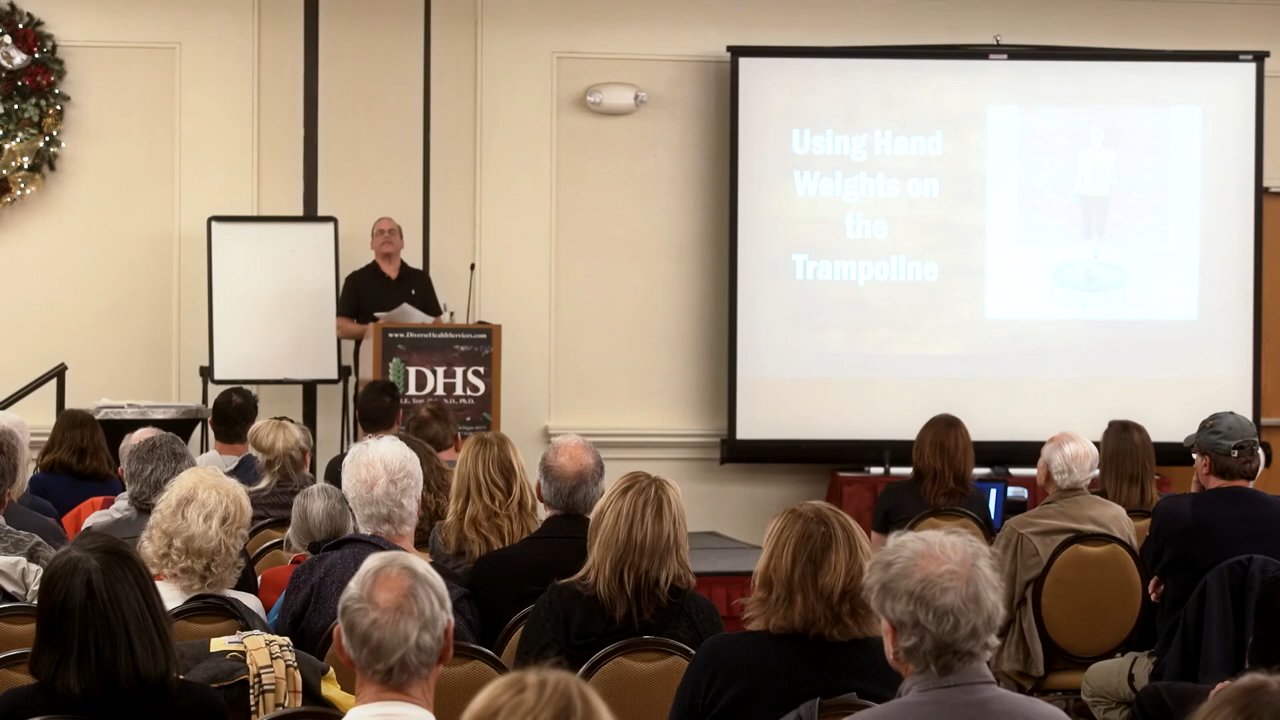 Using Hand
Weights on
the
Trampoline
www.DiverseHealthServices.com
DHS